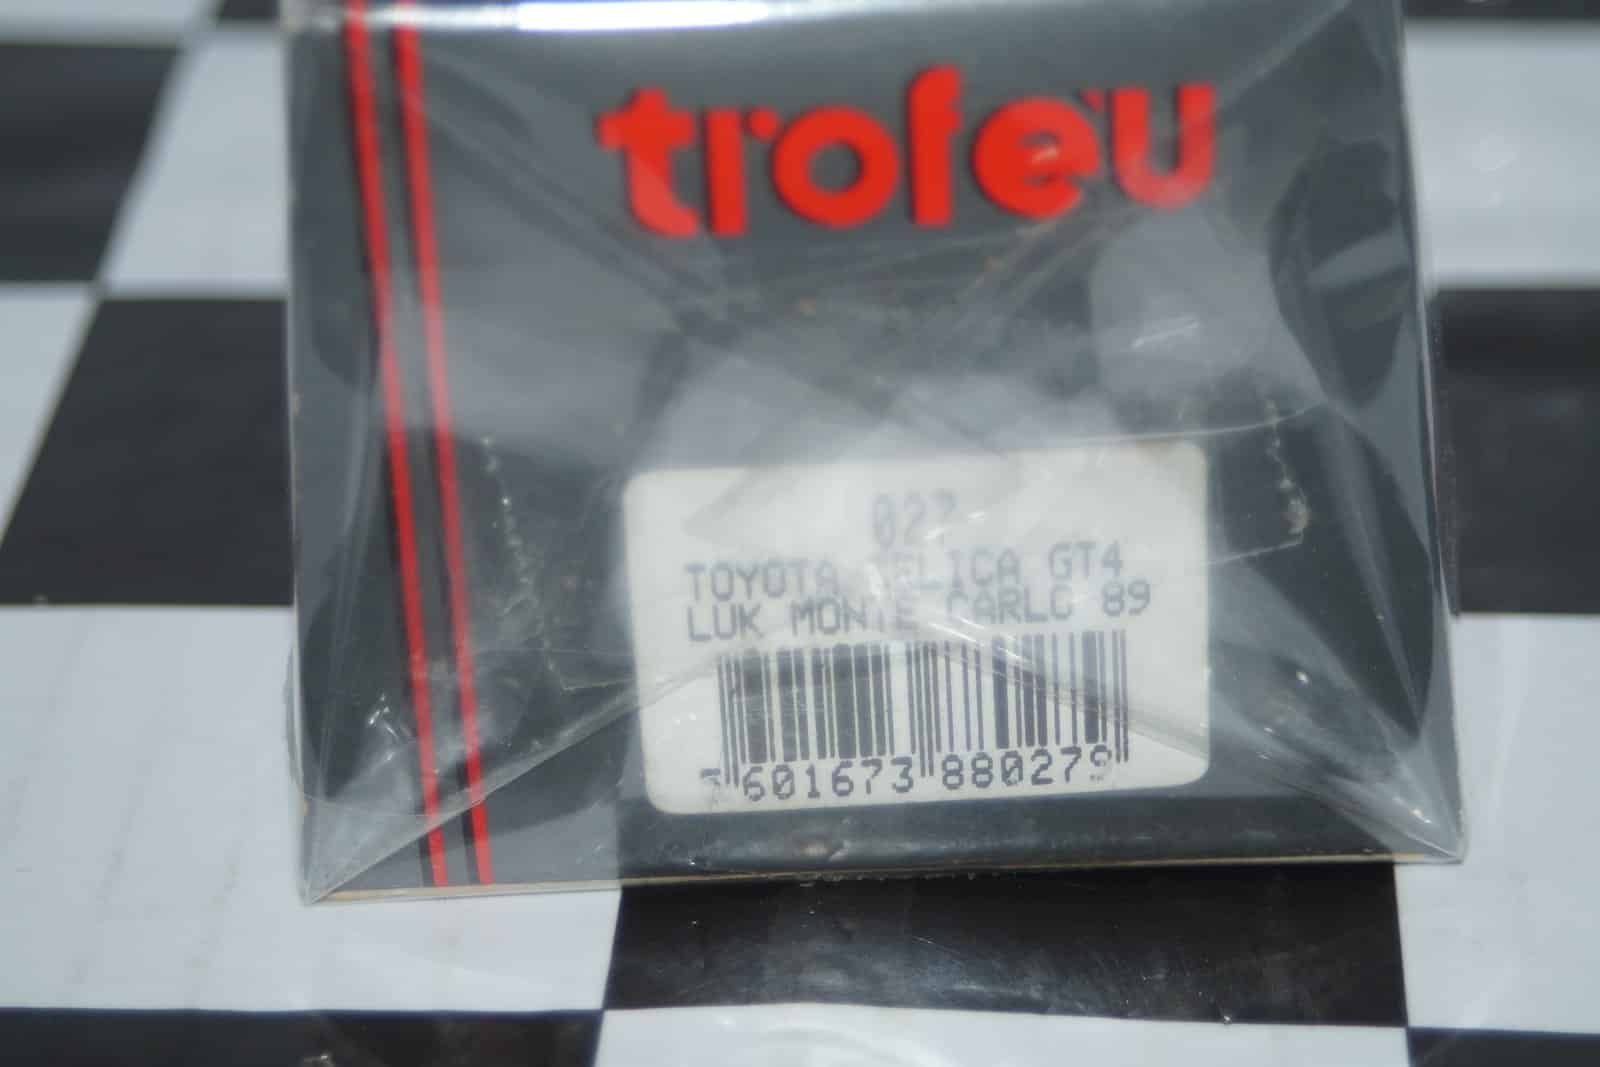 trofeu
027
TOYOTA CELICA GT4
LUK MONTE CARLO 89
3 601673 880279